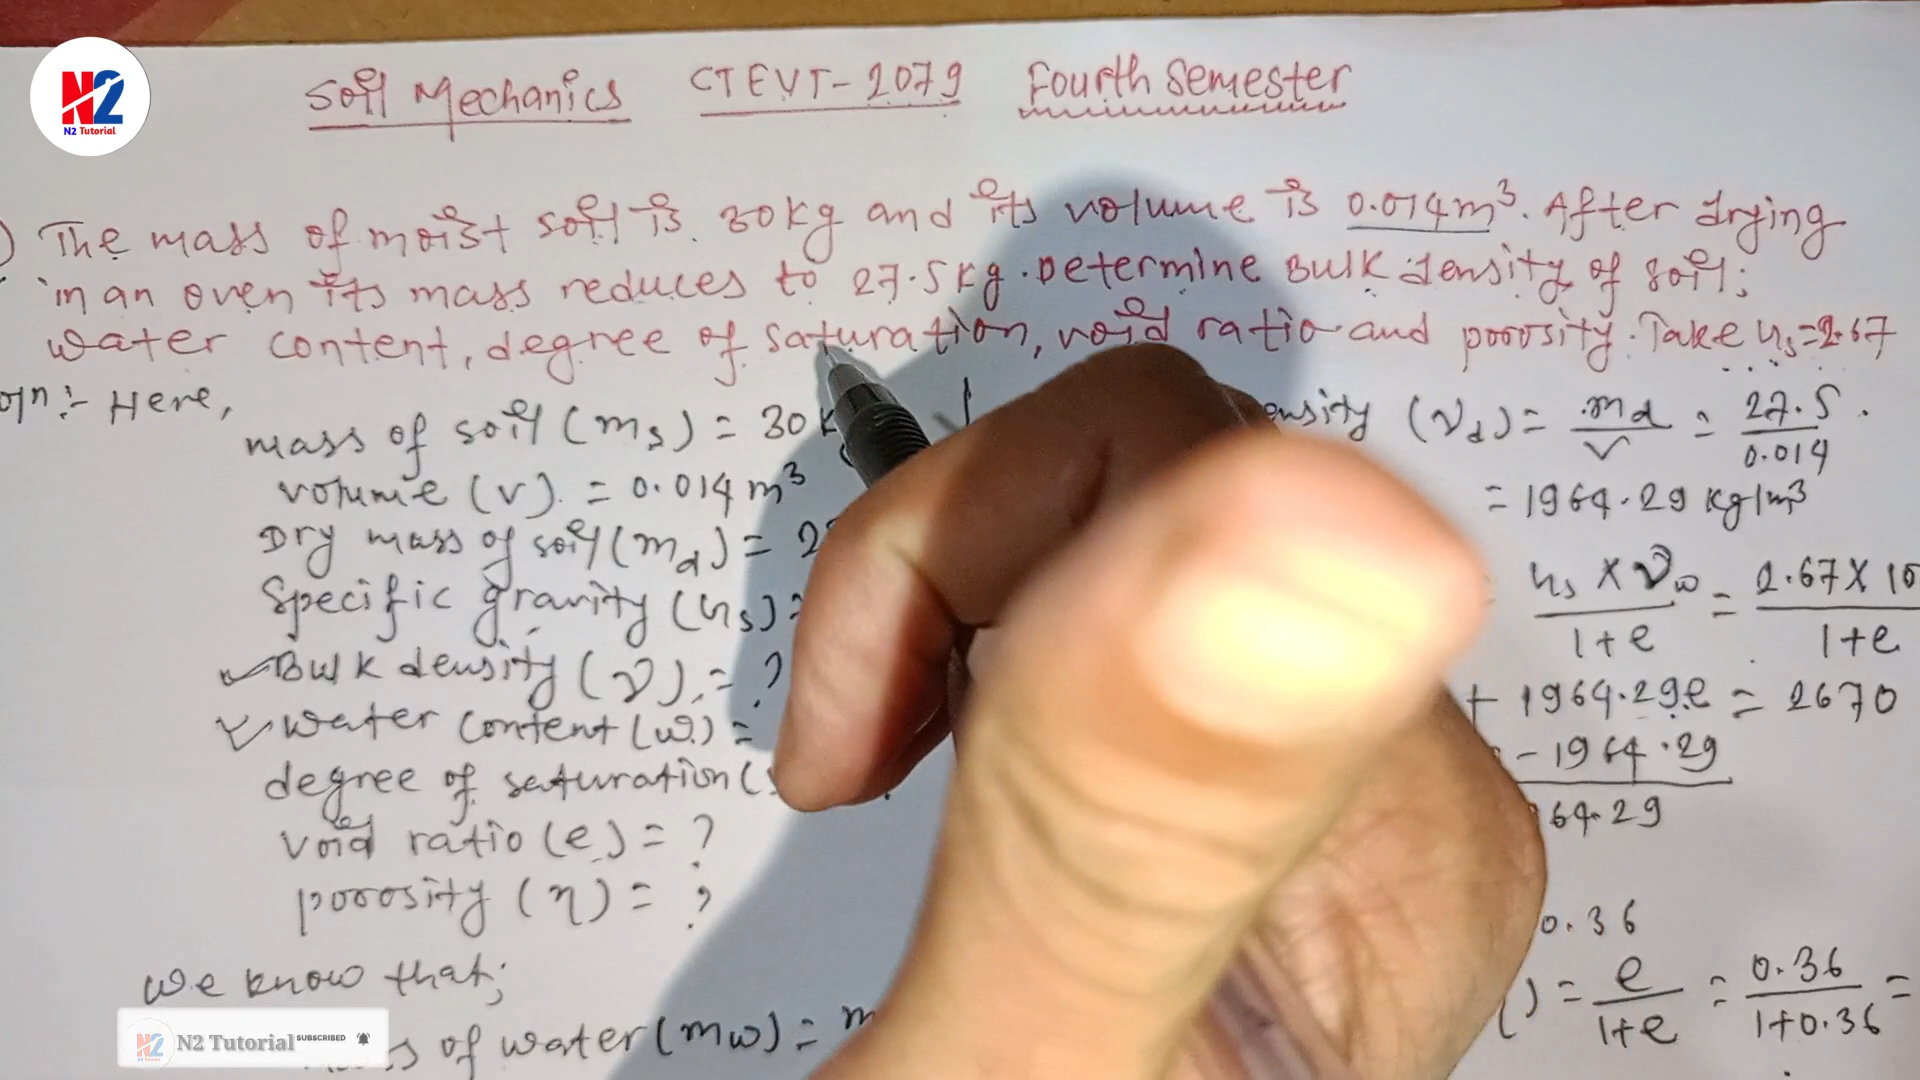 N2
N2 Tutorial
Soil Mechanics CTEVT-2079 Fourth Semester
The mass of moist soil is 30kg and its volume is 0.014m³. After drying
in an oven its mass reduces to 27.5kg. Determine Bulk density of soil;
water content, degree of saturation, void ratio and porosity. Take Gs=2.67
Here,
mass of soil (ms) = 30
volume (v) = 0.014 m³
Dry mass of soil (md) = 2
Specific gravity (Gs) =
Bulk density (γ) = ?
water content (w) =
degree of saturation (
void ratio (e) = ?
porosity (η) = ?
we know that;
of water (mw) = m
(γd) = md/v = 27.5/0.014
= 1964.29 kg/m³
Gs × γw / 1+e = 2.67 × 10 / 1+e
+ 1964.29e = 2670
- 1964.29
64.29
0.36
) = e/1+e = 0.36/1+0.36 =
N2 Tutorial SUBSCRIBED